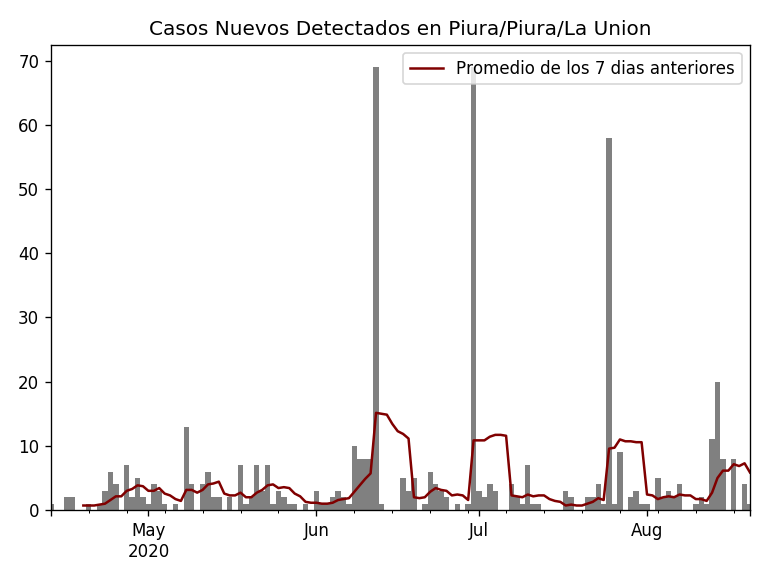 Casos Nuevos Detectados en Piura/Piura/La Union
Promedio de los 7 dias anteriores
70
60
50
40
30
20
10
0
May
2020
Jun
Jul
Aug